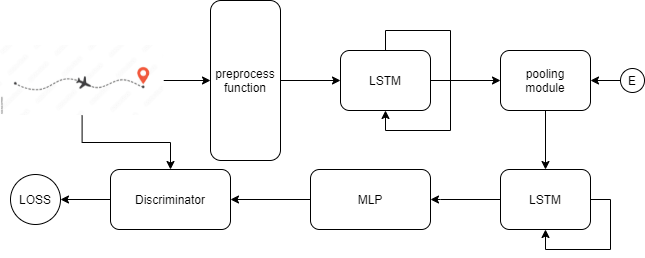 preprocess
function
LSTM
pooling
module
E
LOSS
Discriminator
MLP
LSTM